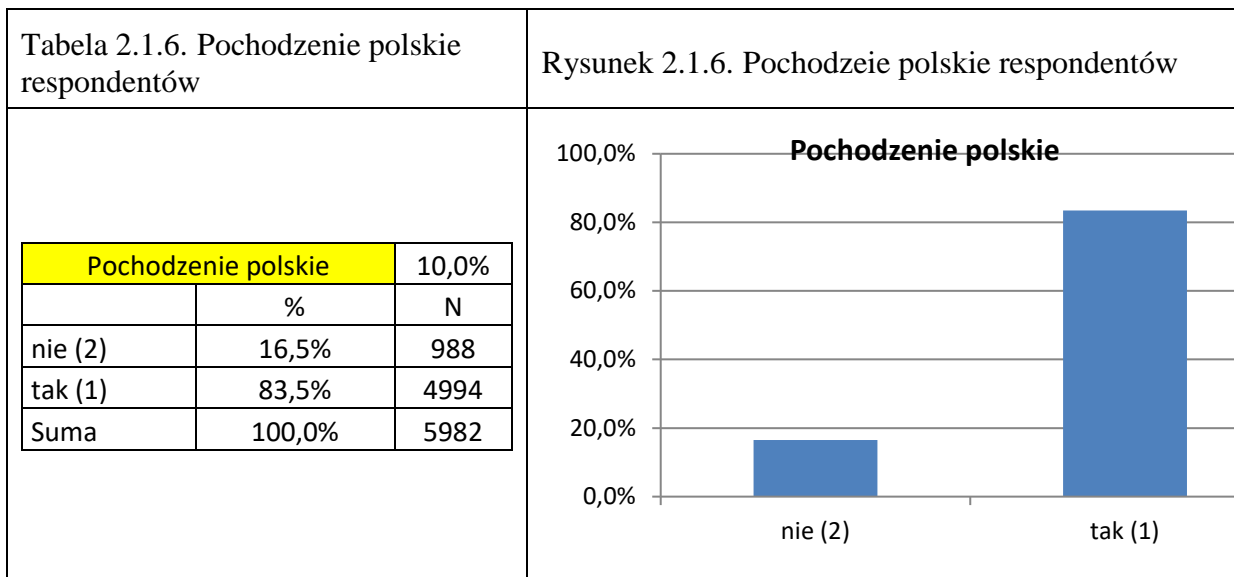 Tabela 2.1.6. Pochodzenie polskie
respondentów
Rysunek 2.1.6. Pochodzeie polskie respondentów
Pochodzenie polskie 10,0%
% N
nie (2) 16,5% 988
tak (1) 83,5% 4994
Suma 100,0% 5982
Pochodzenie polskie
100,0%
80,0%
60,0%
40,0%
20,0%
0,0%
nie (2) tak (1)